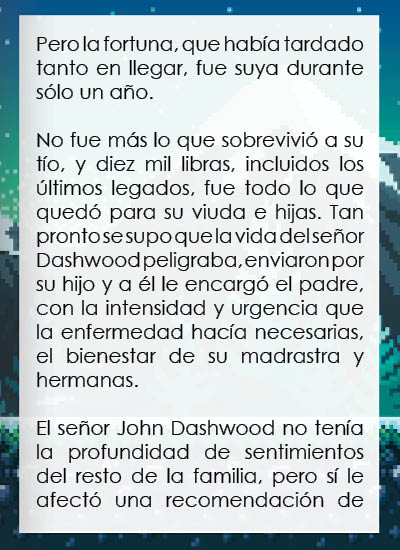 Pero la fortuna, que había tardado
tanto en llegar, fue suya durante
sólo un año.
No fue más lo que sobrevivió a su
tío, y diez mil libras, incluidos los
últimos legados, fue todo lo que
quedó para su viuda e hijas. Tan
pronto se supo que la vida del señor
Dashwood peligraba, enviaron por
su hijo y a él le encargó el padre,
con la intensidad y urgencia que
la enfermedad hacía necesarias,
el bienestar de su madrastra y
hermanas.
El señor John Dashwood no tenía
la profundidad de sentimientos
del resto de la familia, pero sí le
afectó una recomendación de